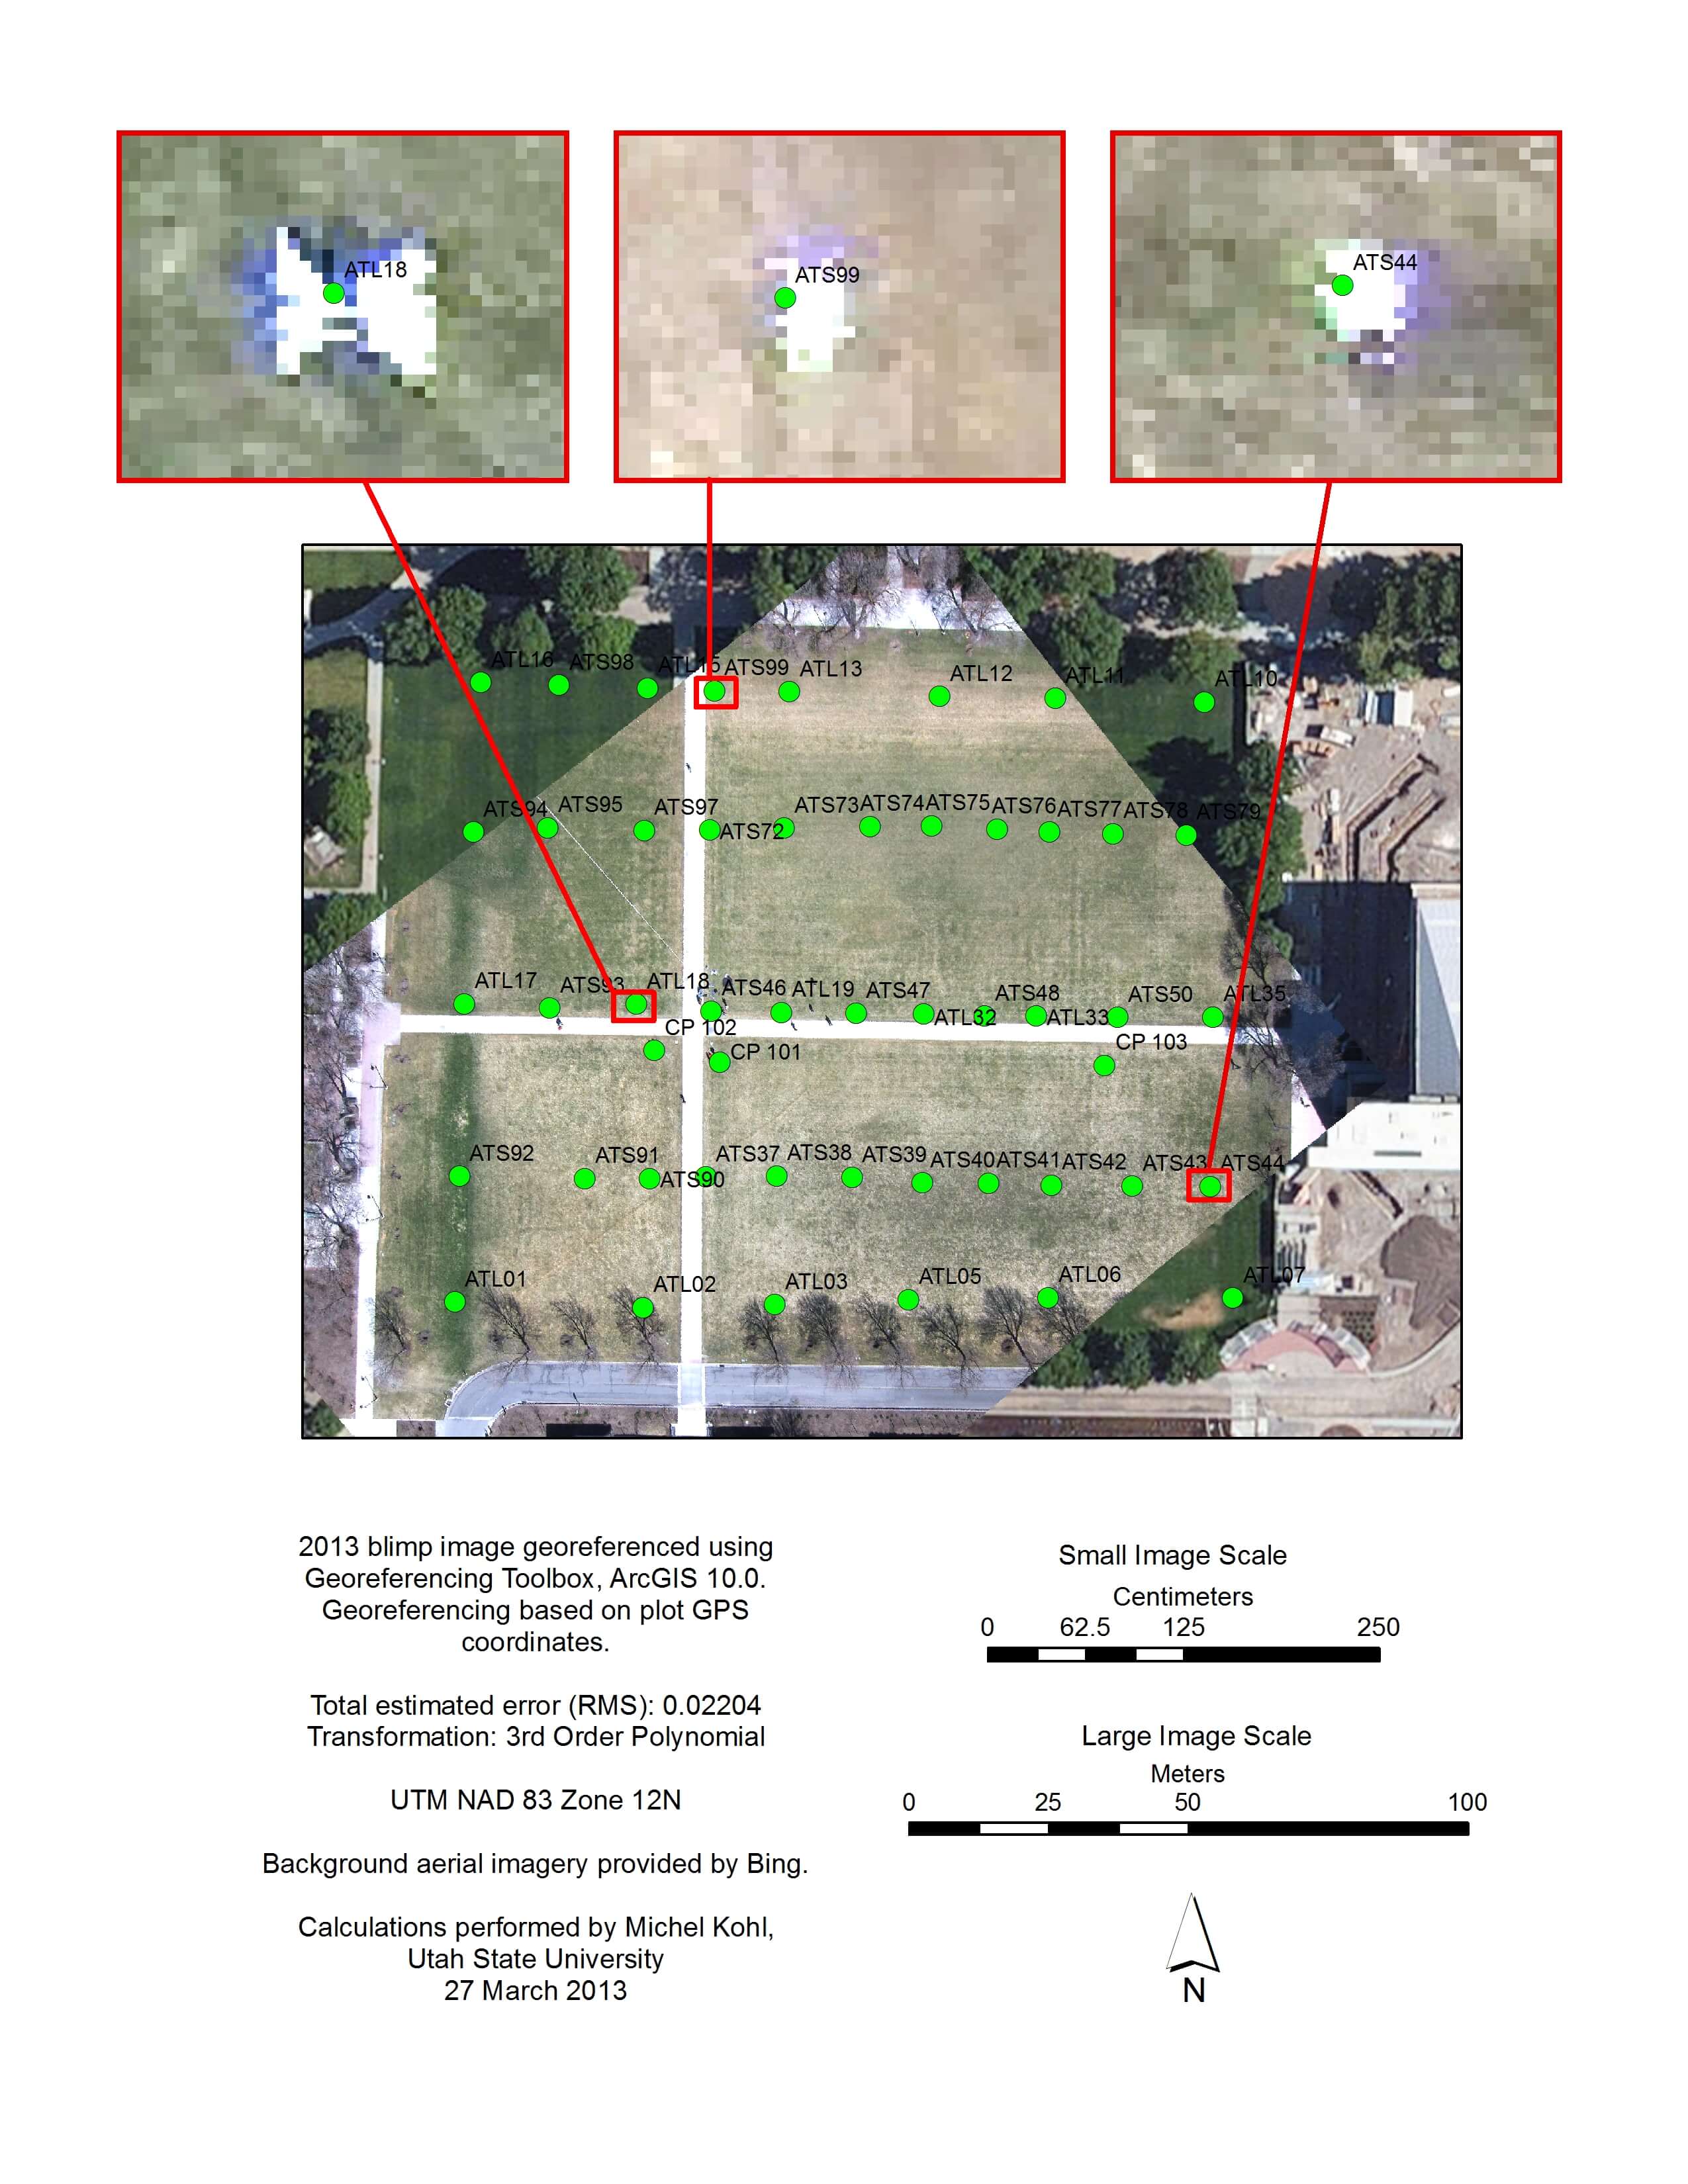 ATL18
ATS99
ATS44
ATL16
ATS98
ATL15
ATS99
ATL13
ATL12
ATL11
ATL10
ATS94
ATS95
ATS97
ATS72
ATS73
ATS74
ATS75
ATS76
ATS77
ATS78
ATS79
ATL17
ATS93
ATL18
ATS46
ATL19
ATS47
ATL32
ATS48
ATL33
ATS50
ATL35
CP 102
CP 101
CP 103
ATS92
ATS91
ATS90
ATS37
ATS38
ATS39
ATS40
ATS41
ATS42
ATS43
ATS44
ATL01
ATL02
ATL03
ATL05
ATL06
ATL07
2013 blimp image georeferenced using
Georeferencing Toolbox, ArcGIS 10.0.
Georeferencing based on plot GPS
coordinates.
Total estimated error (RMS): 0.02204
Transformation: 3rd Order Polynomial
UTM NAD 83 Zone 12N
Background aerial imagery provided by Bing.
Calculations performed by Michel Kohl,
Utah State University
27 March 2013
Small Image Scale
Centimeters
0 62.5 125 250
Large Image Scale
Meters
0 25 50 100
N